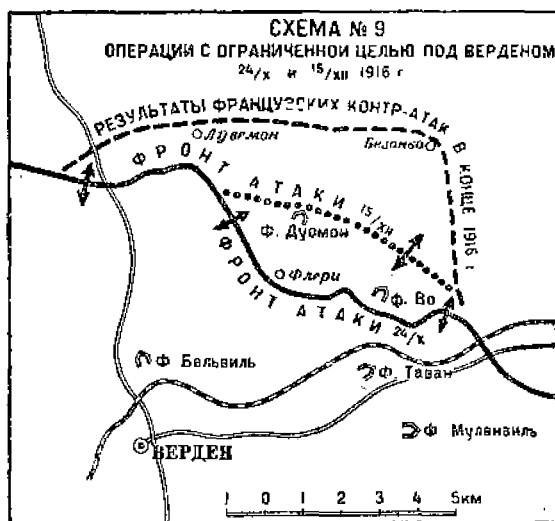 СХЕМА № 9
ОПЕРАЦИИ С ОГРАНИЧЕННОЙ ЦЕЛЬЮ ПОД ВЕРДЕНОМ
24/X и 15/XII 1916 г
РЕЗУЛЬТАТЫ ФРАНЦУЗСКИХ КОНТР-АТАК В КОНЦЕ 1916 г
Лувемон
Безонво
ФРОНТ АТАКИ 15/XII
ф. Дуомон
ФРОНТ АТАКИ 24/X
Флери
ф. Во
ф Бельвиль
ф. Таван
ф Муланвиль
ВЕРДЕН
1 0 1 2 3 4 5км